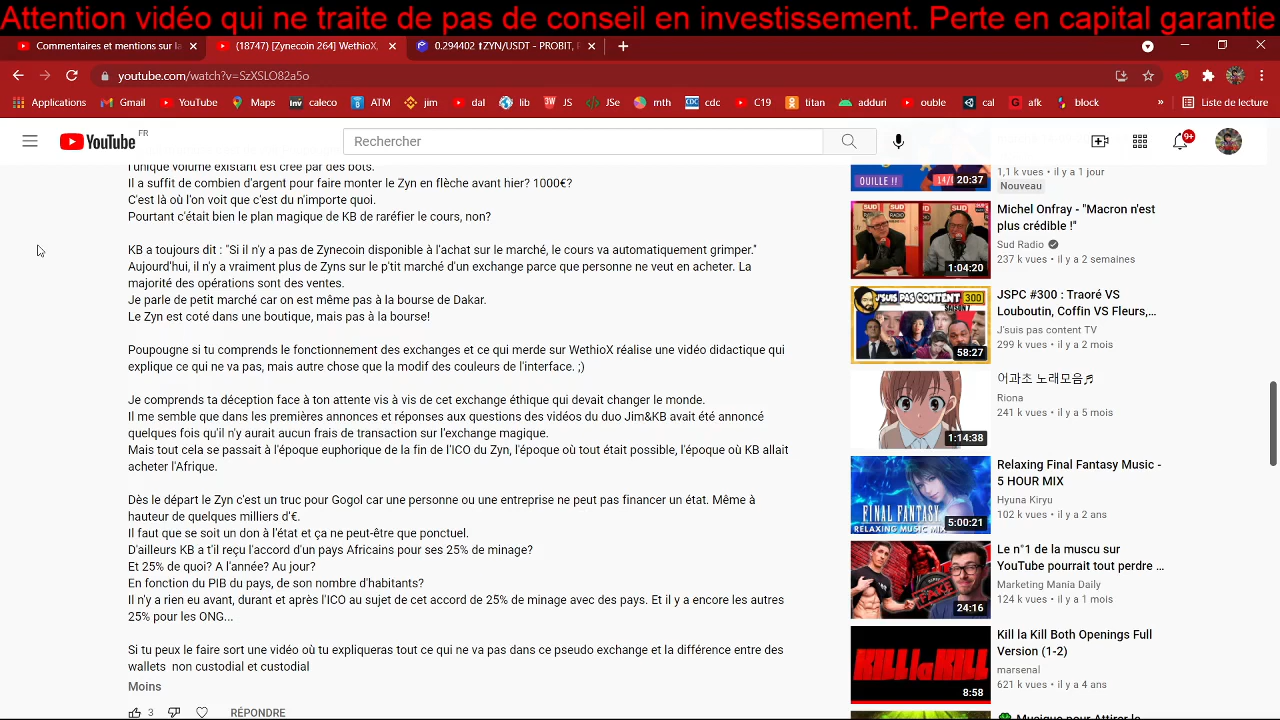 Attention vidéo qui ne traite de pas de conseil en investissement. Perte en capital garantie
Commentaires et mentions sur la
(18747) [Zynecoin 264] WethioX,
0.294402 ⬆ZYN/USDT - PROBIT, P
youtube.com/watch?v=SzXSLO82a5o
Applications
Gmail
YouTube
Maps
caleco
ATM
jim
dal
lib
JS
JSe
mth
cdc
C19
titan
adduri
ouble
cal
afk
block
»
Liste de lecture
YouTube FR
Rechercher
9+
l'unique volume existant est créé par des bots.
Il a suffit de combien d'argent pour faire monter le Zyn en flèche avant hier? 1000€?
C'est là où l'on voit que c'est du n'importe quoi.
Pourtant c'était bien le plan magique de KB de raréfier le cours, non?
KB a toujours dit : "Si il n'y a pas de Zynecoin disponible à l'achat sur le marché, le cours va automatiquement grimper."
Aujourd'hui, il n'y a vraiment plus de Zyns sur le p'tit marché d'un exchange parce que personne ne veut en acheter. La
majorité des opérations sont des ventes.
Je parle de petit marché car on est même pas à la bourse de Dakar.
Le Zyn est coté dans une boutique, mais pas à la bourse!
Poupougne si tu comprends le fonctionnement des exchanges et ce qui merde sur WethioX réalise une vidéo didactique qui
explique ce qui ne va pas, mais autre chose que la modif des couleurs de l'interface. ;)
Je comprends ta déception face à ton attente vis à vis de cet exchange éthique qui devait changer le monde.
Il me semble que dans les premières annonces et réponses aux questions des vidéos du duo Jim&KB avait été annoncé
quelques fois qu'il n'y aurait aucun frais de transaction sur l'exchange magique.
Mais tout cela se passait à l'époque euphorique de la fin de l'ICO du Zyn, l'époque où tout était possible, l'époque où KB allait
acheter l'Afrique.
Dès le départ le Zyn c'est un truc pour Gogol car une personne ou une entreprise ne peut pas financer un état. Même à
hauteur de quelques milliers d'€.
Il faut que ce soit un don à l'état et ça ne peut-être que ponctuel.
D'ailleurs KB a t'il reçu l'accord d'un pays Africains pour ses 25% de minage?
Et 25% de quoi? A l'année? Au jour?
En fonction du PIB du pays, de son nombre d'habitants?
Il n'y a rien eu avant, durant et après l'ICO au sujet de cet accord de 25% de minage avec des pays. Et il y a encore les autres
25% pour les ONG...
Si tu peux le faire sort une vidéo où tu expliqueras tout ce qui ne va pas dans ce pseudo exchange et la différence entre des
wallets non custodial et custodial
Moins
3
RÉPONDRE
OUILLE !!
20:37
1,1 k vues • il y a 1 jour
Nouveau
SUD RADIO
1:04:20
Michel Onfray - "Macron n'est
plus crédible !"
Sud Radio
237 k vues • il y a 2 semaines
J'SUIS PAS CONTENT 300
SAISON 7
58:27
JSPC #300 : Traoré VS
Louboutin, Coffin VS Fleurs,...
J'suis pas content TV
299 k vues • il y a 2 mois
1:14:38
어과초 노래모음♬
Riona
241 k vues • il y a 5 mois
FINAL FANTASY
RELAXING MUSIC MIX
5:00:21
Relaxing Final Fantasy Music -
5 HOUR MIX
Hyuna Kiryu
102 k vues • il y a 2 ans
FAKE
24:16
Le n°1 de la muscu sur
YouTube pourrait tout perdre ...
Marketing Mania Daily
124 k vues • il y a 1 mois
KILL la KILL
8:58
Kill la Kill Both Openings Full
Version (1-2)
marsenal
621 k vues • il y a 4 ans
Musique pour Attirer le